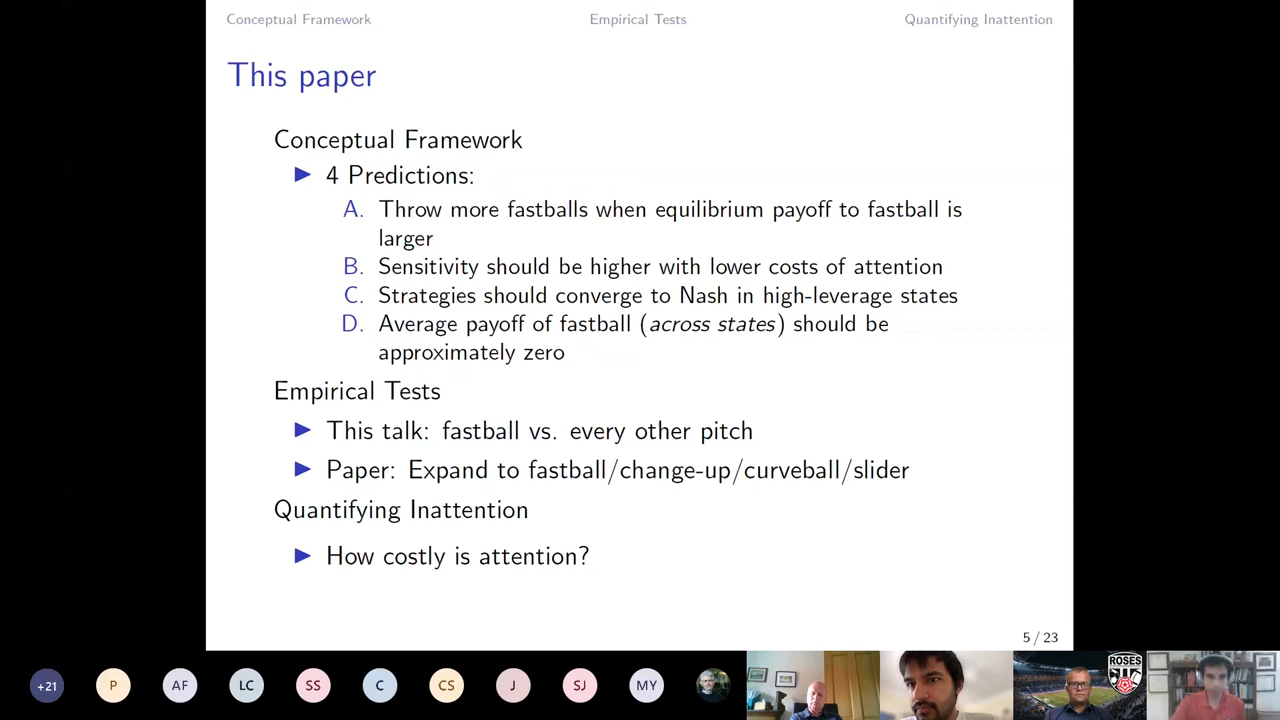 Conceptual Framework Empirical Tests Quantifying Inattention
This paper
Conceptual Framework
4 Predictions:
A. Throw more fastballs when equilibrium payoff to fastball is
larger
B. Sensitivity should be higher with lower costs of attention
C. Strategies should converge to Nash in high-leverage states
D. Average payoff of fastball (across states) should be
approximately zero
Empirical Tests
This talk: fastball vs. every other pitch
Paper: Expand to fastball/change-up/curveball/slider
Quantifying Inattention
How costly is attention?
5 / 23
+21 P AF LC SS C CS J SJ MY
ROSES